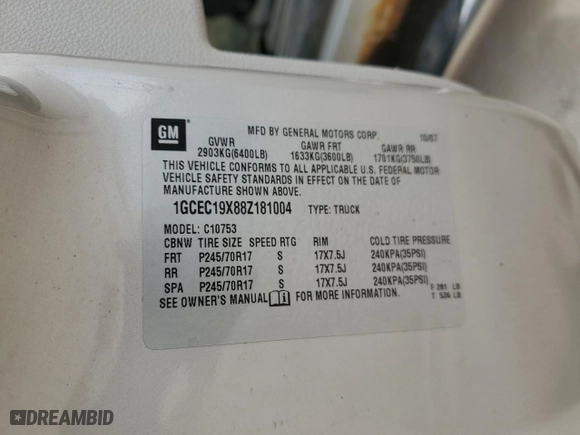 GM
MFD BY GENERAL MOTORS CORP. 10/07
GVWR GAWR FRT GAWR RR
2903KG(6400LB) 1633KG(3600LB) 1701KG(3750LB)
THIS VEHICLE CONFORMS TO ALL APPLICABLE U.S. FEDERAL MOTOR
VEHICLE SAFETY STANDARDS IN EFFECT ON THE DATE OF
MANUFACTURE SHOWN ABOVE.
1GCEC19X88Z181004 TYPE: TRUCK
MODEL: C10753
CBNW TIRE SIZE SPEED RTG RIM COLD TIRE PRESSURE
FRT P245/70R17 S 17X7.5J 240KPA(35PSI)
RR P245/70R17 S 17X7.5J 240KPA(35PSI)
SPA P245/70R17 S 17X7.5J 240KPA(35PSI)
SEE OWNER'S MANUAL FOR MORE INFORMATION.
F 281 LB
T 536 LB
DREAMBID